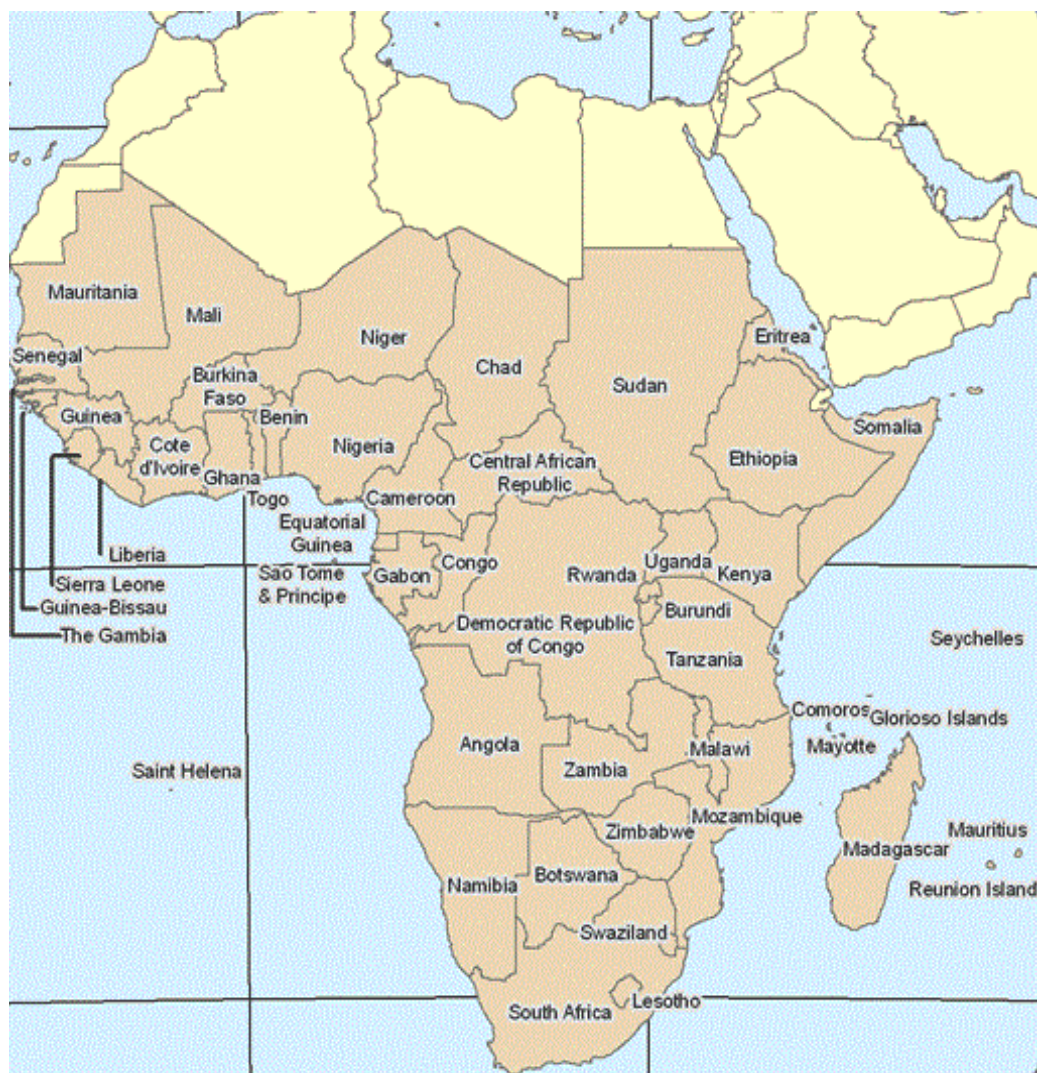 Mauritania
Mali
Niger
Chad
Sudan
Eritrea
Senegal
Burkina
Faso
Guinea
Benin
Somalia
Cote
d'Ivoire
Ghana
Togo
Nigeria
Central African
Republic
Ethiopia
Cameroon
Equatorial
Guinea
Liberia
Sierra Leone
Guinea-Bissau
The Gambia
Sao Tome
& Principe
Gabon
Congo
Rwanda
Uganda
Kenya
Burundi
Democratic Republic
of Congo
Tanzania
Seychelles
Comoros
Glorioso Islands
Mayotte
Angola
Zambia
Malawi
Saint Helena
Mozambique
Zimbabwe
Madagascar
Mauritius
Reunion Island
Namibia
Botswana
Swaziland
South Africa
Lesotho